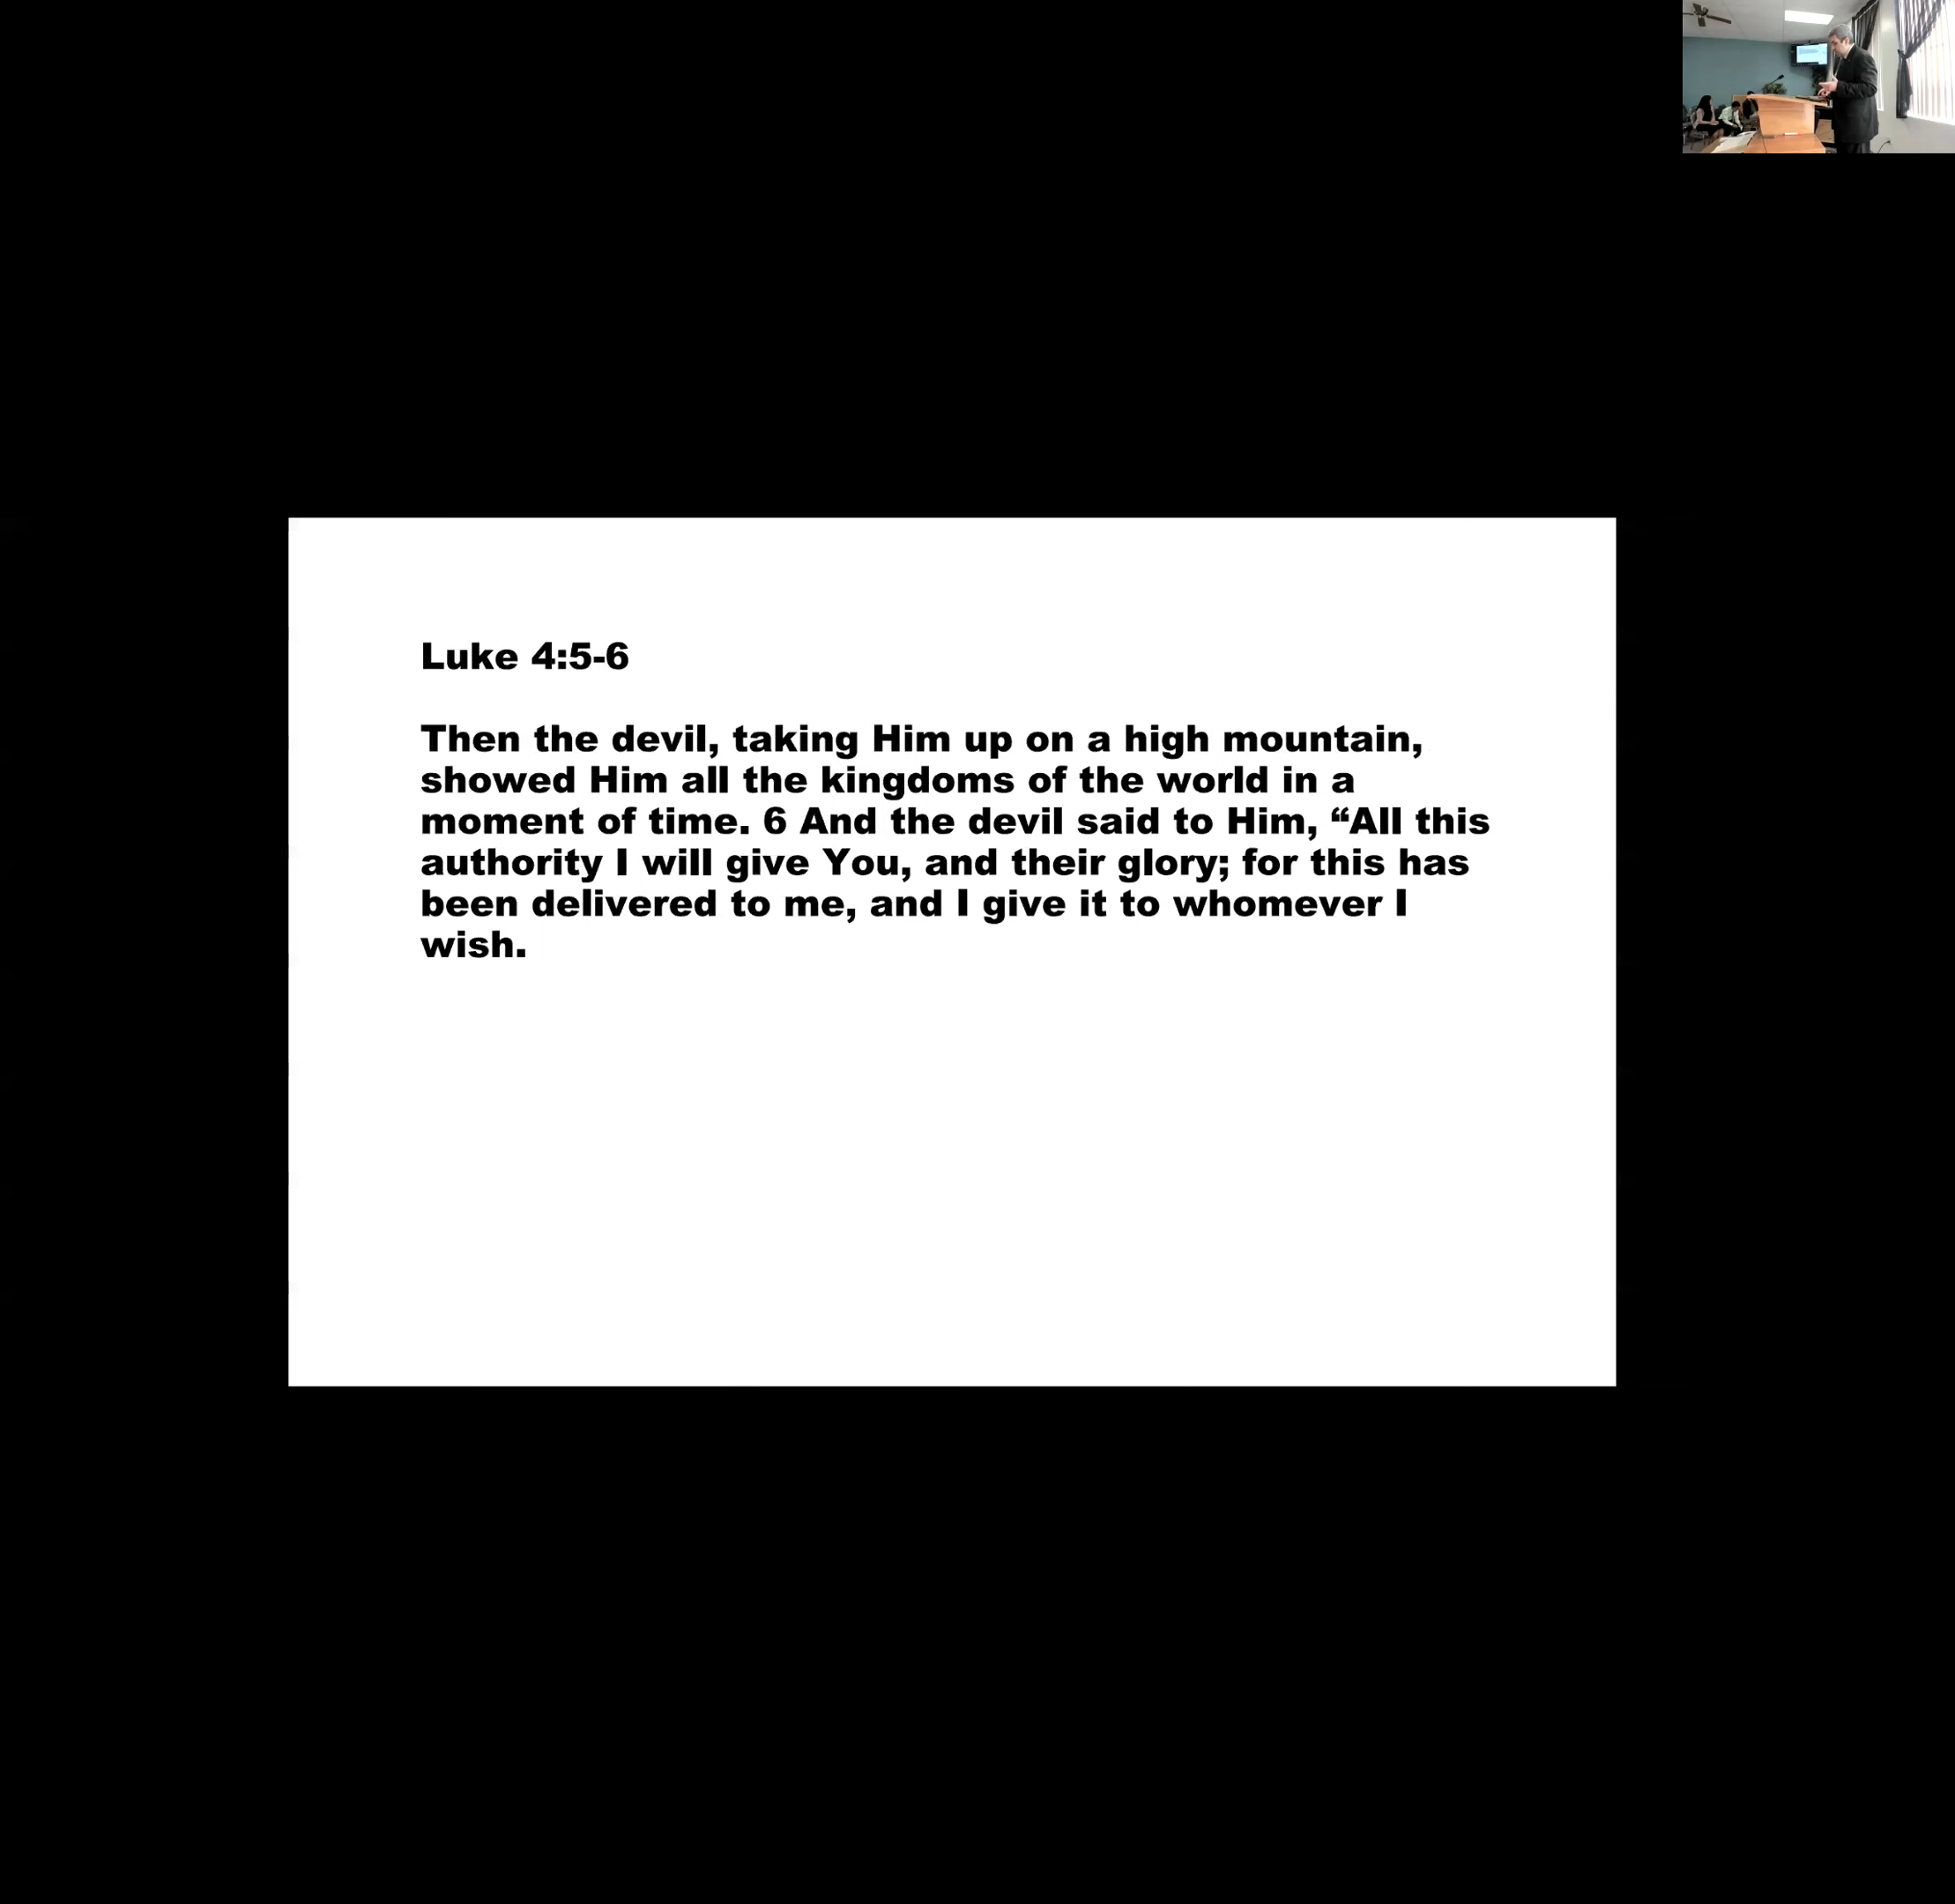 Luke 4:5-6
Then the devil, taking Him up on a high mountain,
showed Him all the kingdoms of the world in a
moment of time. 6 And the devil said to Him, “All this
authority I will give You, and their glory; for this has
been delivered to me, and I give it to whomever I
wish.